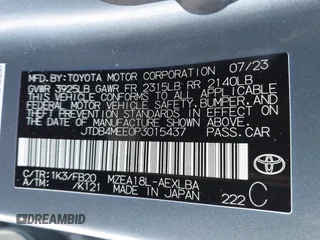 MFD. BY: TOYOTA MOTOR CORPORATION 07/23
GVWR 3925LB GAWR FR 2315LB RR 2140LB
THIS VEHICLE CONFORMS TO ALL APPLICABLE
FEDERAL MOTOR VEHICLE SAFETY, BUMPER, AND
THEFT PREVENTION STANDARDS IN EFFECT ON
THE DATE OF MANUFACTURE SHOWN ABOVE.
JTDB4MEE0P3015437
PASS. CAR
C/TR: 1K3/FB20 MZEA18L-AEXLBA
A/TM: /K121 MADE IN JAPAN 222 C
TOYOTA
DREAMBID